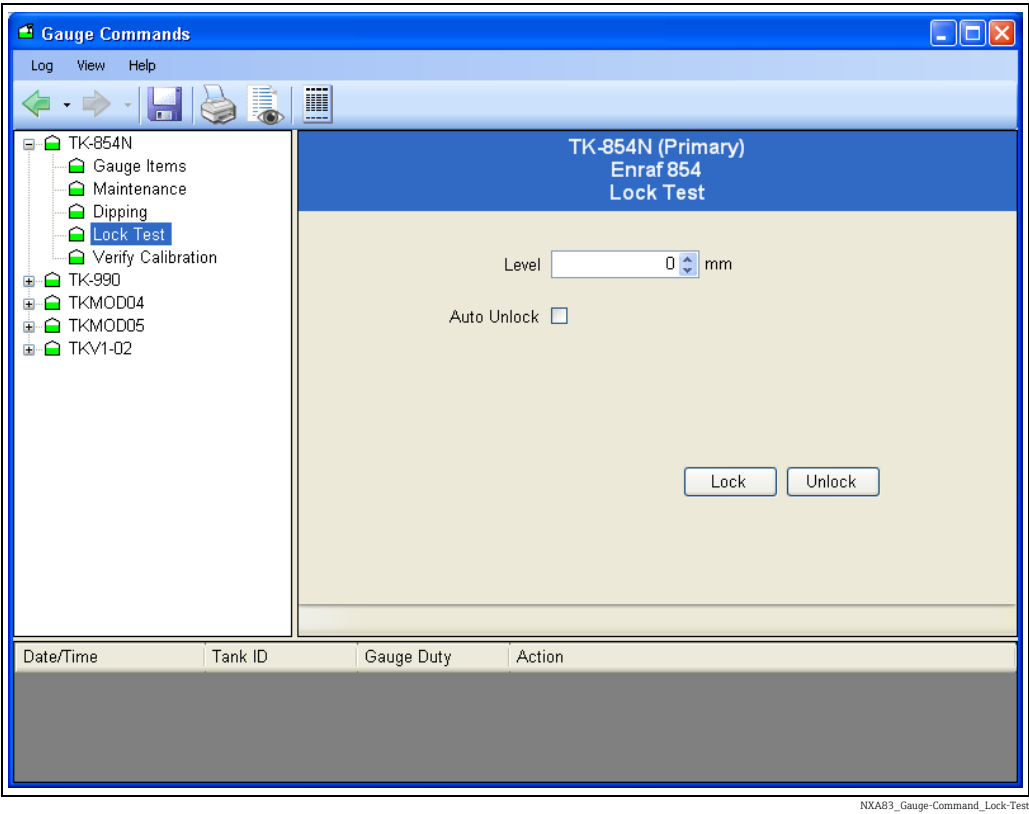 Gauge Commands
Log View Help
TK-854N
Gauge Items
Maintenance
Dipping
Lock Test
Verify Calibration
TK-990
TKMOD04
TKMOD05
TKV1-02
TK-854N (Primary)
Enraf 854
Lock Test
Level 0 mm
Auto Unlock
Lock Unlock
Date/Time Tank ID Gauge Duty Action
NXA83_Gauge-Command_Lock-Test